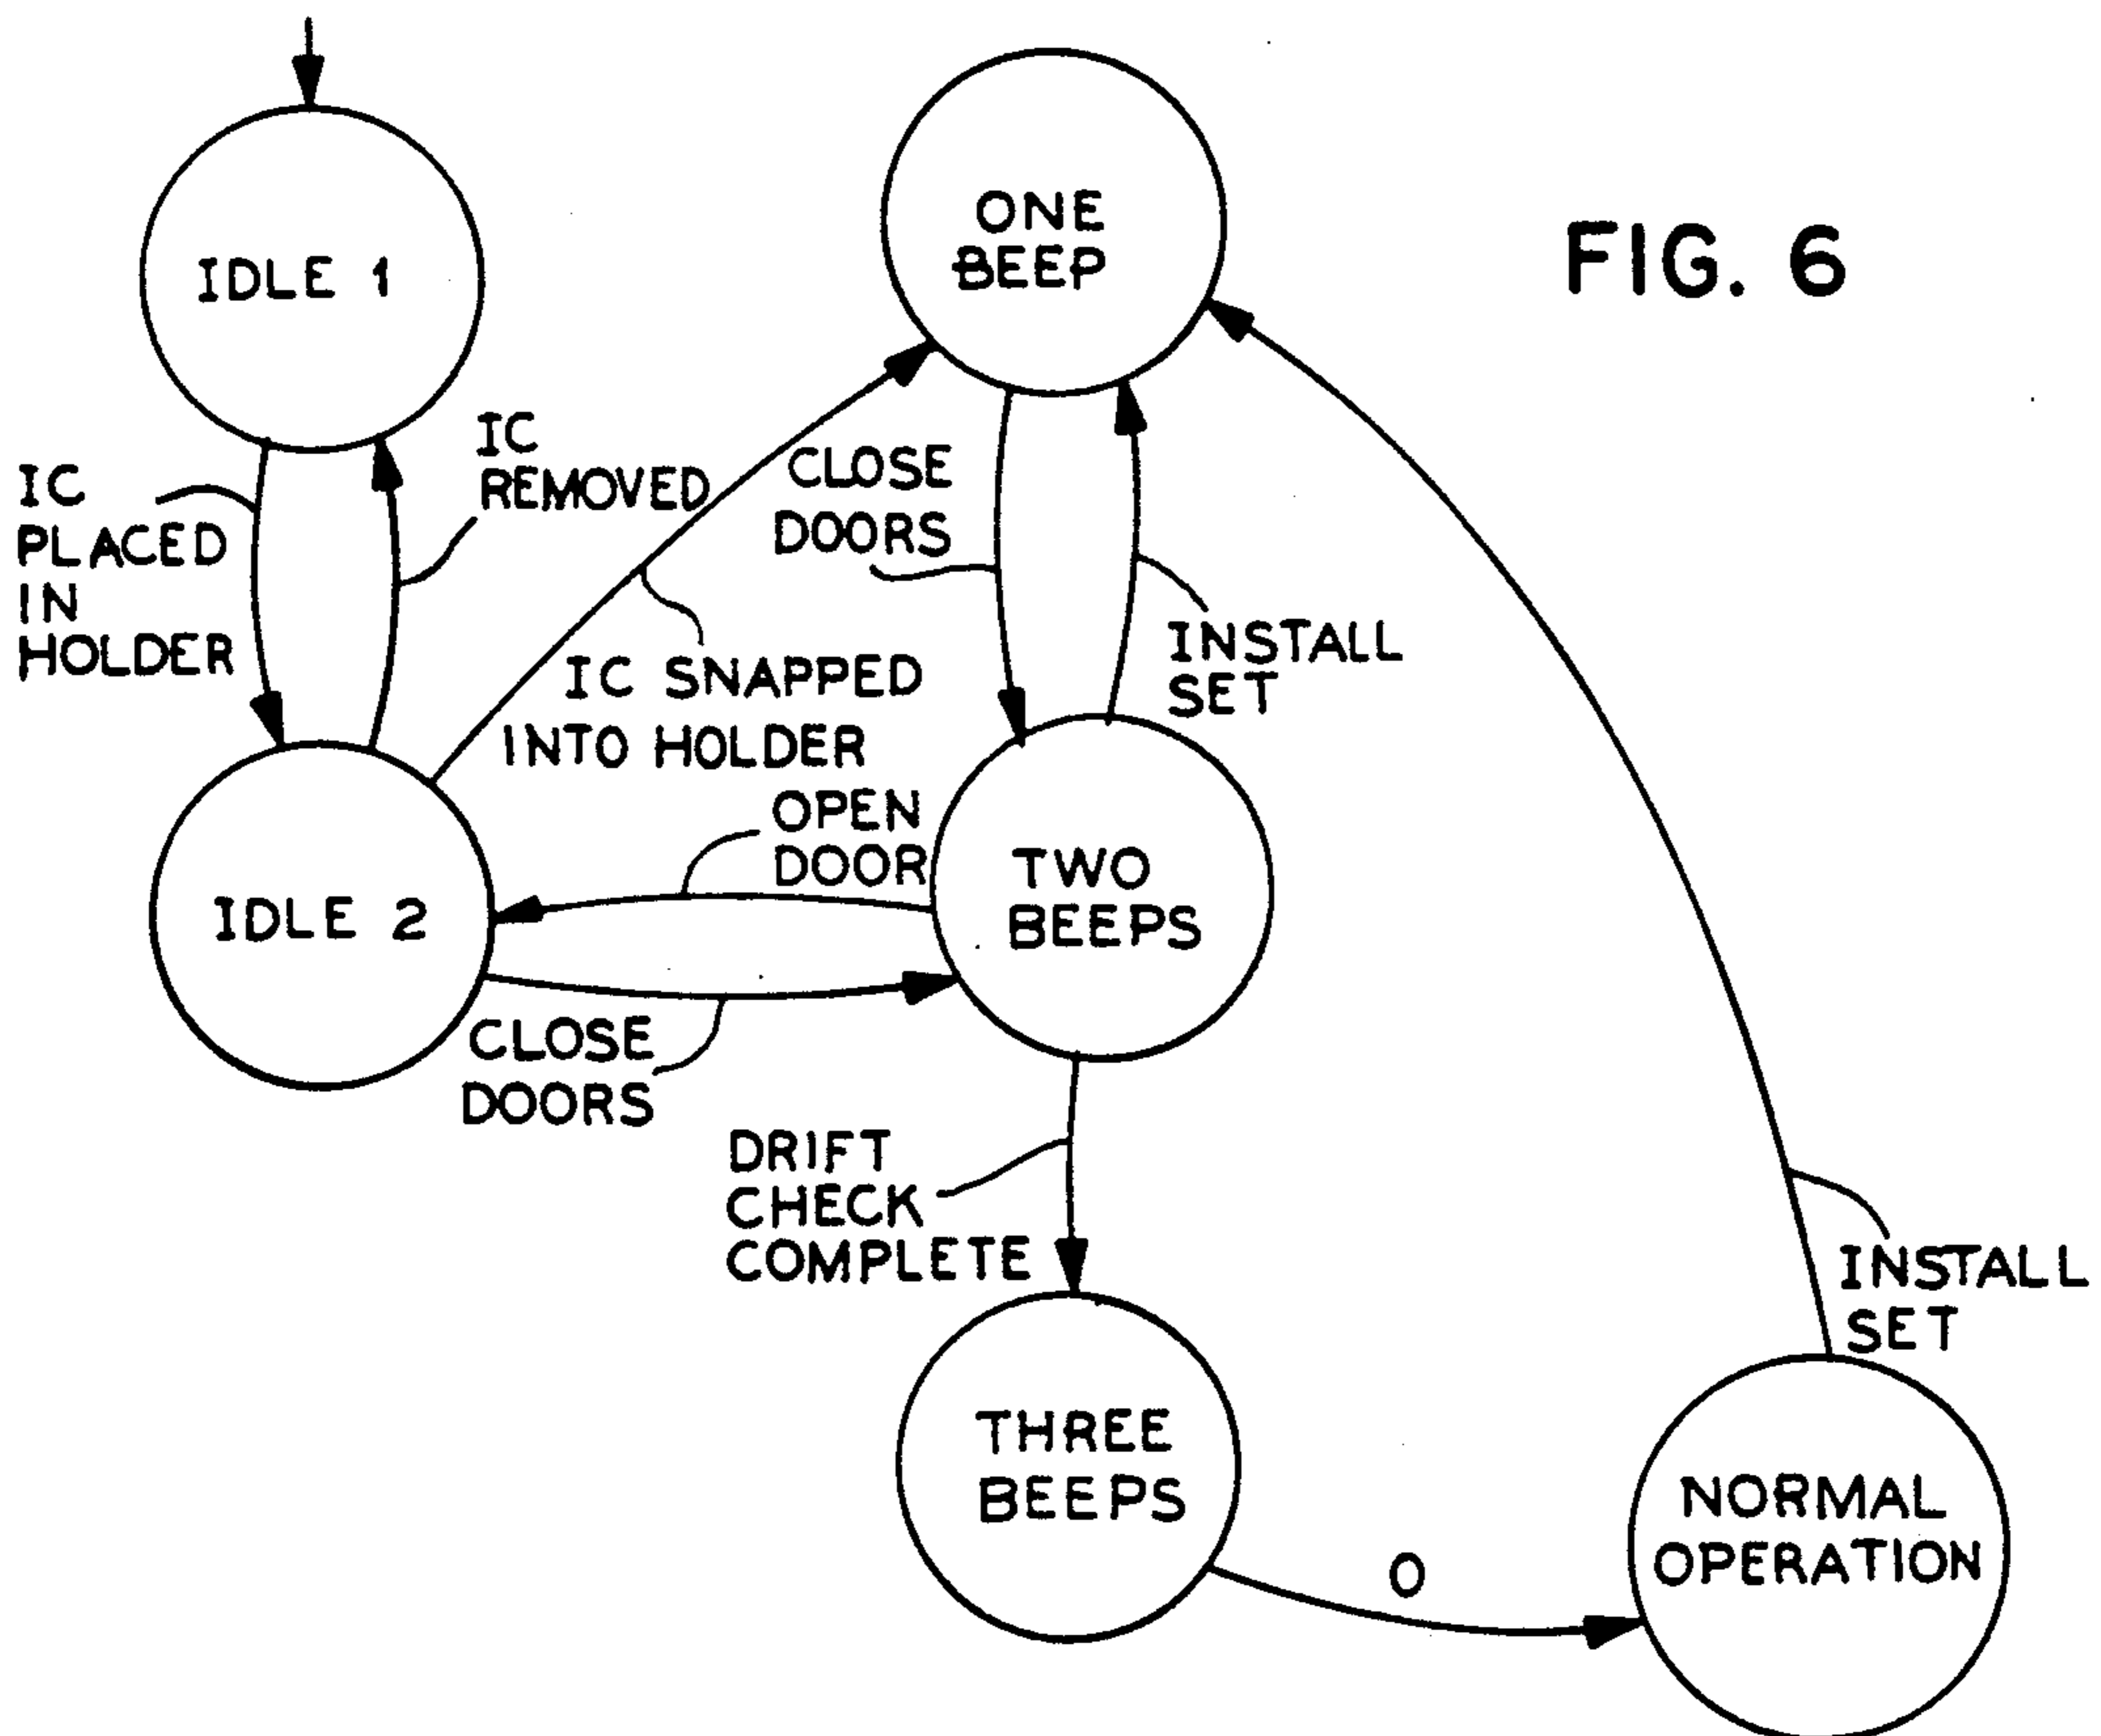 FIG. 6
IDLE 1
ONE
BEEP
IC
PLACED
IN
HOLDER
IC
REMOVED
CLOSE
DOORS
IC SNAPPED
INTO HOLDER
INSTALL
SET
OPEN
DOOR
IDLE 2
TWO
BEEPS
CLOSE
DOORS
DRIFT
CHECK
COMPLETE
INSTALL
SET
THREE
BEEPS
O
NORMAL
OPERATION